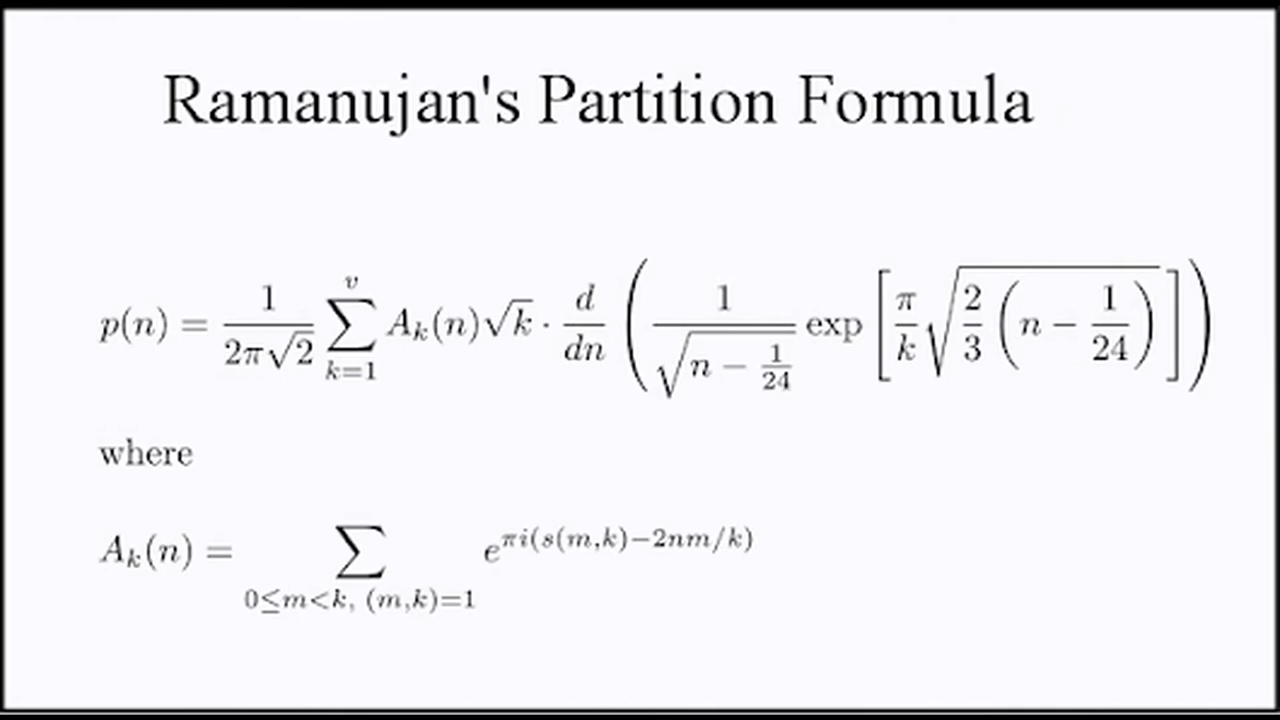 Ramanujan's Partition Formula
p(n) = \frac{1}{2\pi\sqrt{2}} \sum_{k=1}^{v} A_k(n)\sqrt{k} \cdot \frac{d}{dn} \left( \frac{1}{\sqrt{n - \frac{1}{24}}} \exp \left[ \frac{\pi}{k} \sqrt{\frac{2}{3} \left( n - \frac{1}{24} \right)} \right] \right)
where
A_k(n) = \sum_{0 \leq m < k, \ (m,k)=1} e^{\pi i(s(m,k) - 2nm/k)}